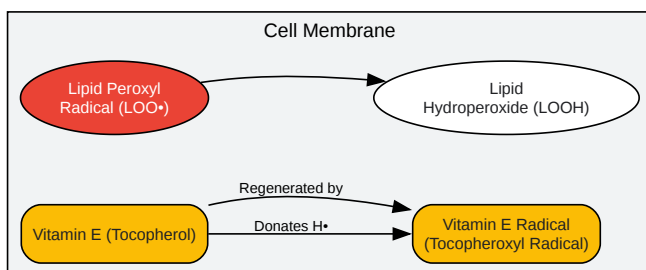 Cell Membrane
Lipid Peroxyl
Radical (LOO•)
Lipid
Hydroperoxide (LOOH)
Regenerated by
Vitamin E (Tocopherol)
Donates H•
Vitamin E Radical
(Tocopheroxyl Radical)